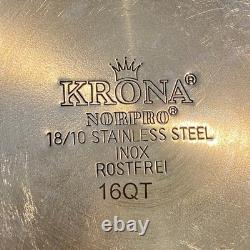 KRONA®
NORPRO®
18/10 STAINLESS STEEL
INOX
ROSTFREI
16QT